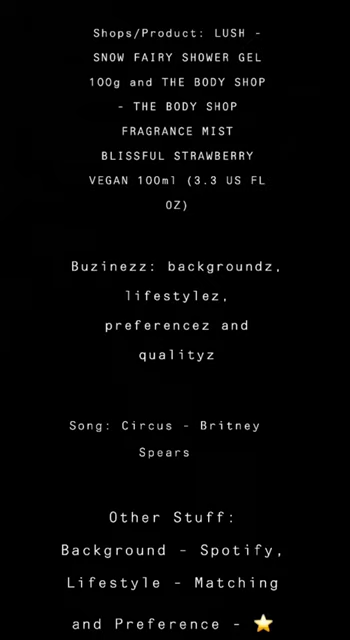 Shops/Product: LUSH -
SNOW FAIRY SHOWER GEL
100g and THE BODY SHOP
- THE BODY SHOP
FRAGRANCE MIST
BLISSFUL STRAWBERRY
VEGAN 100ml (3.3 US FL
OZ)
Buzinezz: backgroundz,
lifestylez,
preferencez and
qualityz
Song: Circus - Britney
Spears
Other Stuff:
Background - Spotify,
Lifestyle - Matching
and Preference - ⭐